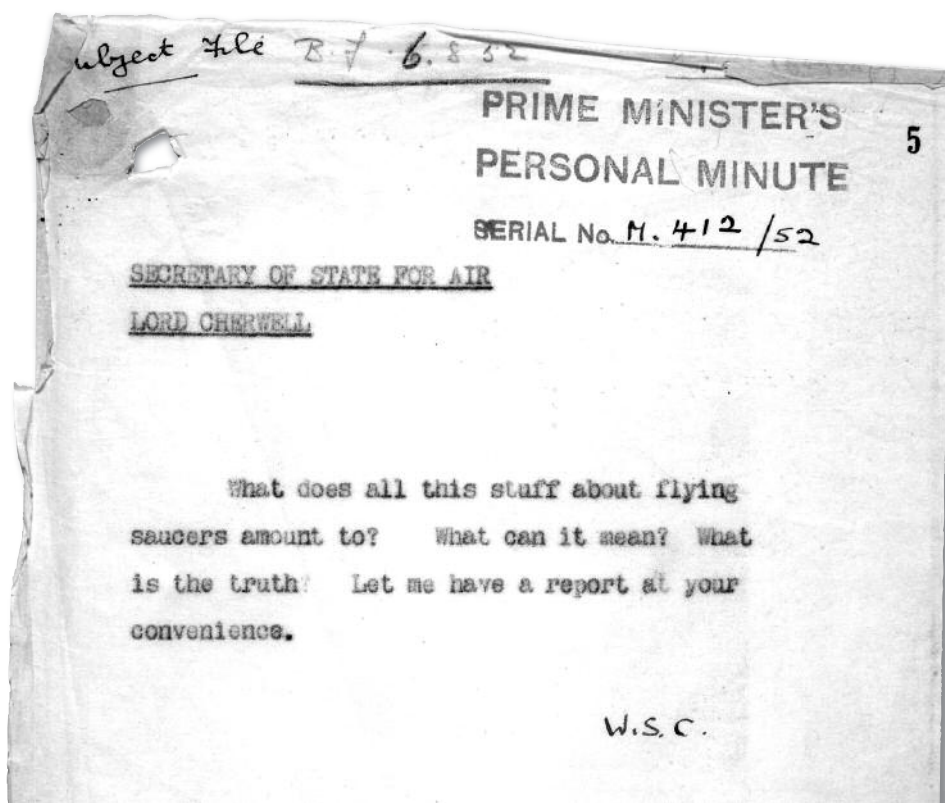 ubject File B.f. 6.8 52
PRIME MINISTER'S
5
PERSONAL MINUTE
SERIAL No. M. 412/52
SECRETARY OF STATE FOR AIR
LORD CHERWELL
What does all this stuff about flying
saucers amount to? What can it mean? What
is the truth? Let me have a report at your
convenience.
W.S.C.